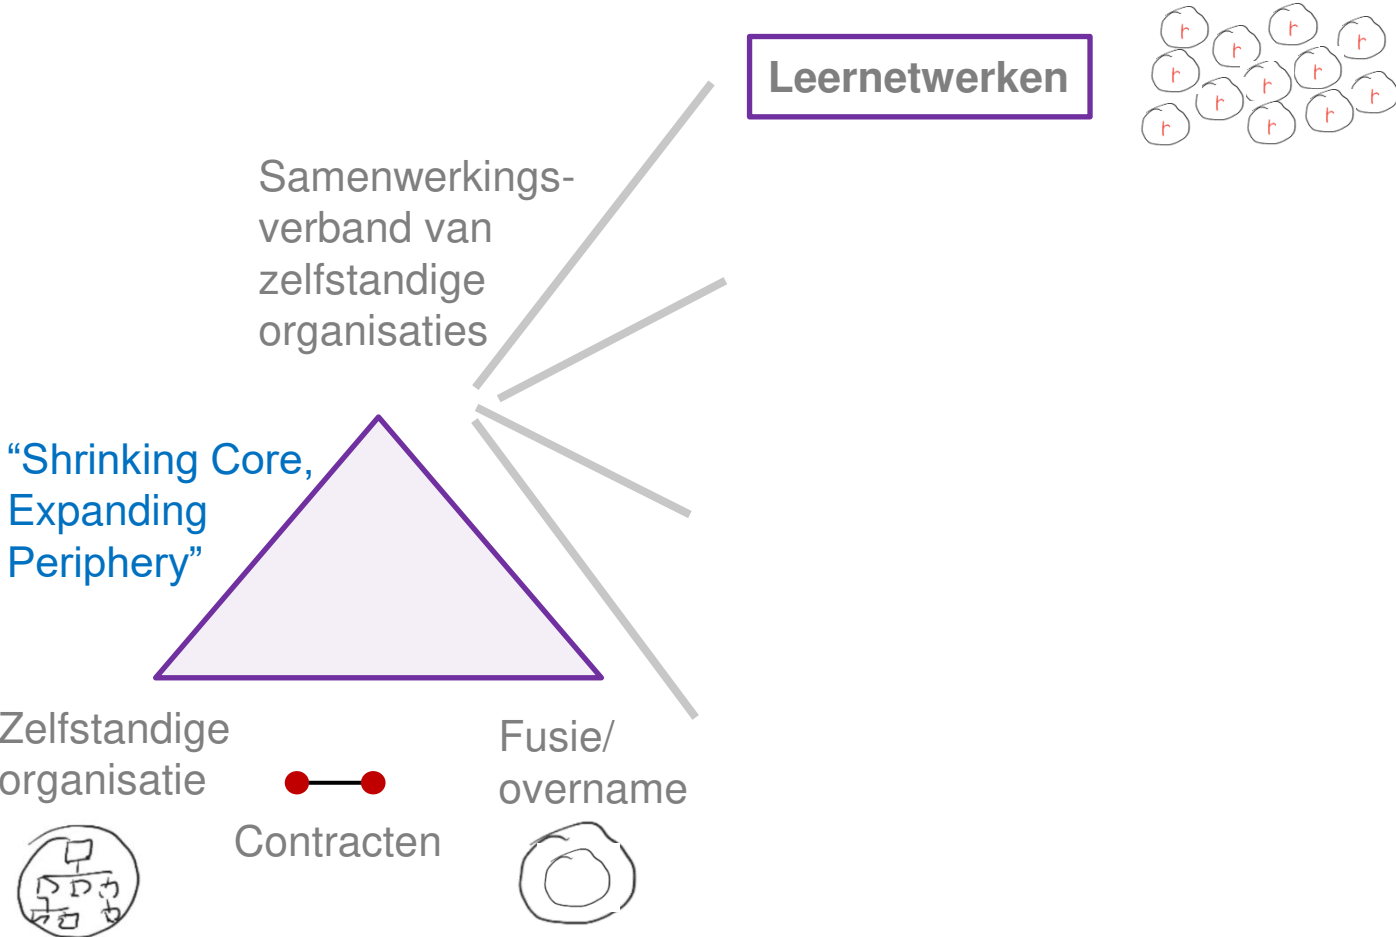 Leernetwerken
r r r
r
r r r
r r
r r r
Samenwerkings-
verband van
zelfstandige
organisaties
“Shrinking Core,
Expanding
Periphery”
Zelfstandige
organisatie
Contracten
Fusie/
overname